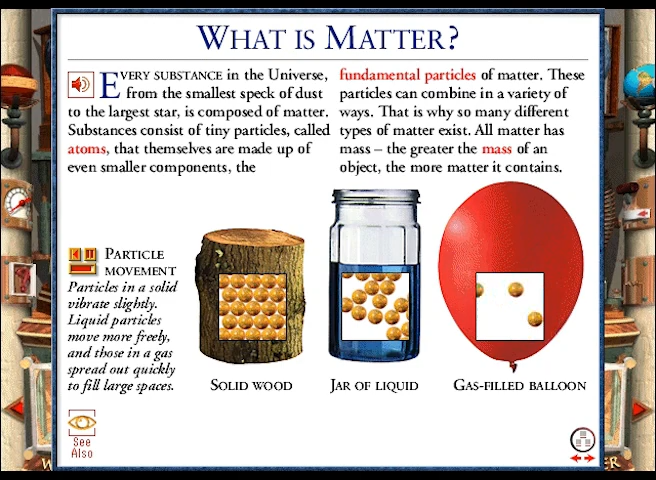 WHAT IS MATTER?
EVERY SUBSTANCE in the Universe,
from the smallest speck of dust
to the largest star, is composed of matter.
Substances consist of tiny particles, called
atoms, that themselves are made up of
even smaller components, the
fundamental particles of matter. These
particles can combine in a variety of
ways. That is why so many different
types of matter exist. All matter has
mass – the greater the mass of an
object, the more matter it contains.
PARTICLE
MOVEMENT
Particles in a solid
vibrate slightly.
Liquid particles
move more freely,
and those in a gas
spread out quickly
to fill large spaces.
SOLID WOOD
JAR OF LIQUID
GAS-FILLED BALLOON
See
Also